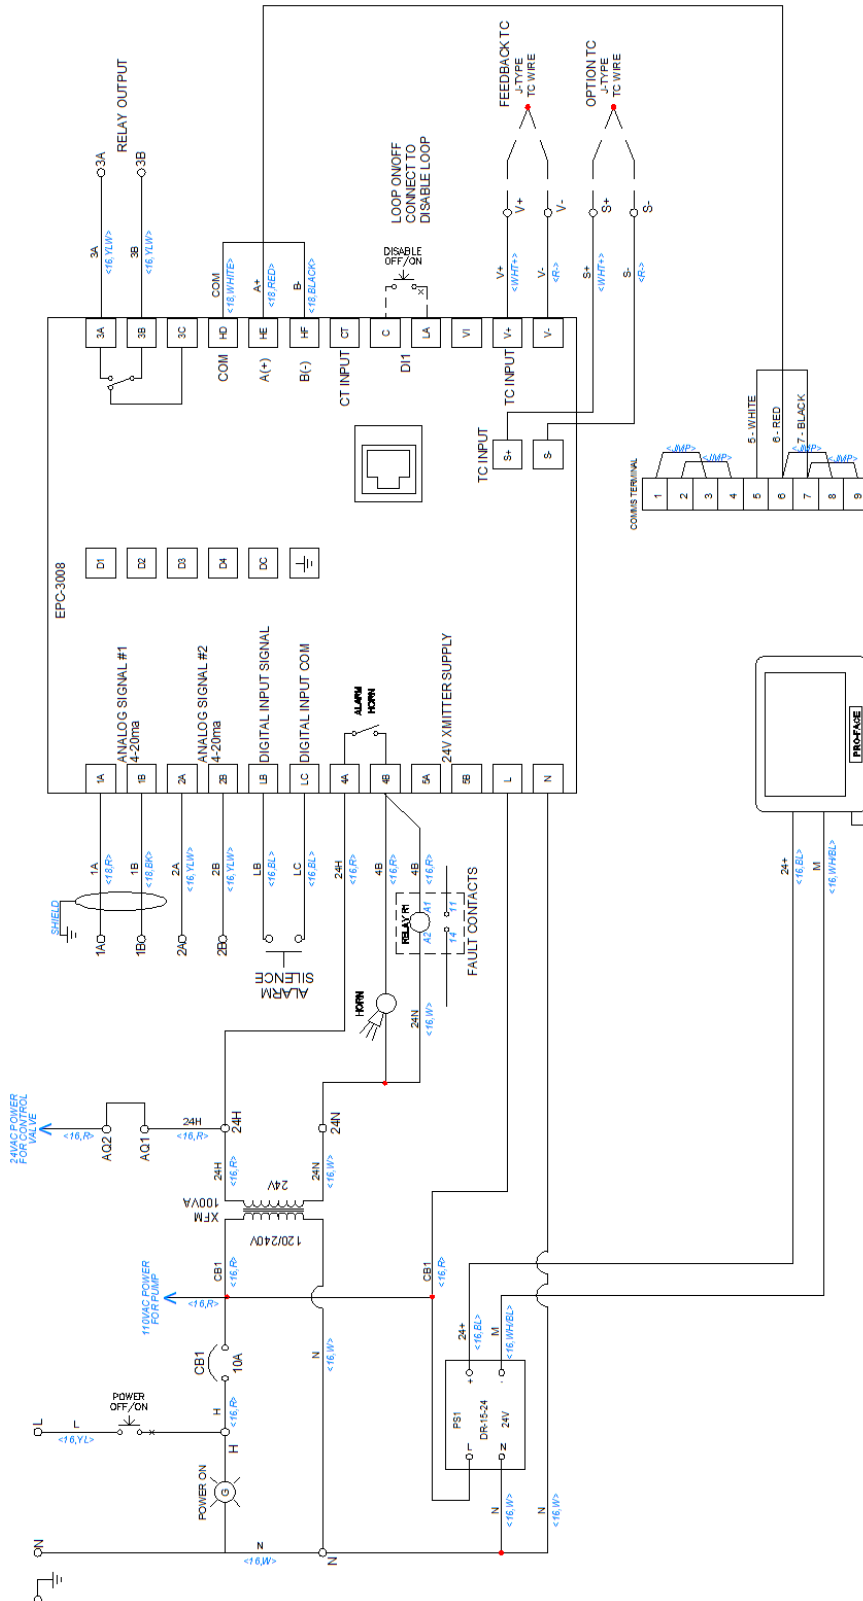 3A
3B
RELAY OUTPUT
3A
<16,YLW>
3B
<16,YLW>
COM
<18,WHITE>
A+
<18,RED>
B-
<18,BLACK>
LOOP ON/OFF
CONNECT TO
DISABLE LOOP
DISABLE
OFF/ON
FEEDBACK TC
J-TYPE
TC WIRE
OPTION TC
J-TYPE
TC WIRE
V+
V-
S+
S-
V+
<WHT+>
V-
<R->
S+
<WHT+>
S-
<R->
3A
3B
3C
HD
HE
HF
CT
C
LA
VI
V+
V-
COM
A(+)
B(-)
CT INPUT
DI1
TC INPUT
TC INPUT
S+
S-
EPC-3008
D1
D2
D3
D4
DC
ANALOG SIGNAL #1
4-20ma
ANALOG SIGNAL #2
4-20ma
DIGITAL INPUT SIGNAL
DIGITAL INPUT COM
ALARM
HORN
24V XMITTER SUPPLY
1A
1B
2A
2B
LB
LC
4A
4B
5A
5B
L
N
1A
<18,R>
1B
<18,BK>
2A
<16,YLW>
2B
<16,YLW>
LB
<16,BL>
LC
<16,BL>
24H
<16,R>
4B
<16,R>
4B
<16,R>
SHIELD
1A
1B
2A
2B
ALARM
SILENCE
HORN
RELAY R1
A1
A2
11
14
FAULT CONTACTS
24N
<16,W>
COMMS TERMINAL
1
2
3
4
5
6
7
8
9
<JMP>
<JMP>
<JMP>
<JMP>
5 - WHITE
6 - RED
7 - BLACK
PRO-FACE
24+
<16,BL>
M
<16,WH/BL>
24VAC POWER
FOR CONTROL
VALVE
<16,R>
AQ2
AQ1
24H
<16,R>
24H
24N
24H
<16,R>
24N
<16,W>
XFM
100VA
24V
120/240V
CB1
<16,R>
N
<16,W>
110VAC POWER
FOR PUMP
<16,R>
CB1
<16,R>
CB1
10A
H
<16,R>
H
POWER
OFF/ON
L
L
<16,YL>
POWER ON
G
N
N
<16,W>
N
24+
<16,BL>
M
<16,WH/BL>
PS1
DR-15-24
24V
+
-
L
N
N
<16,W>
N
<16,W>